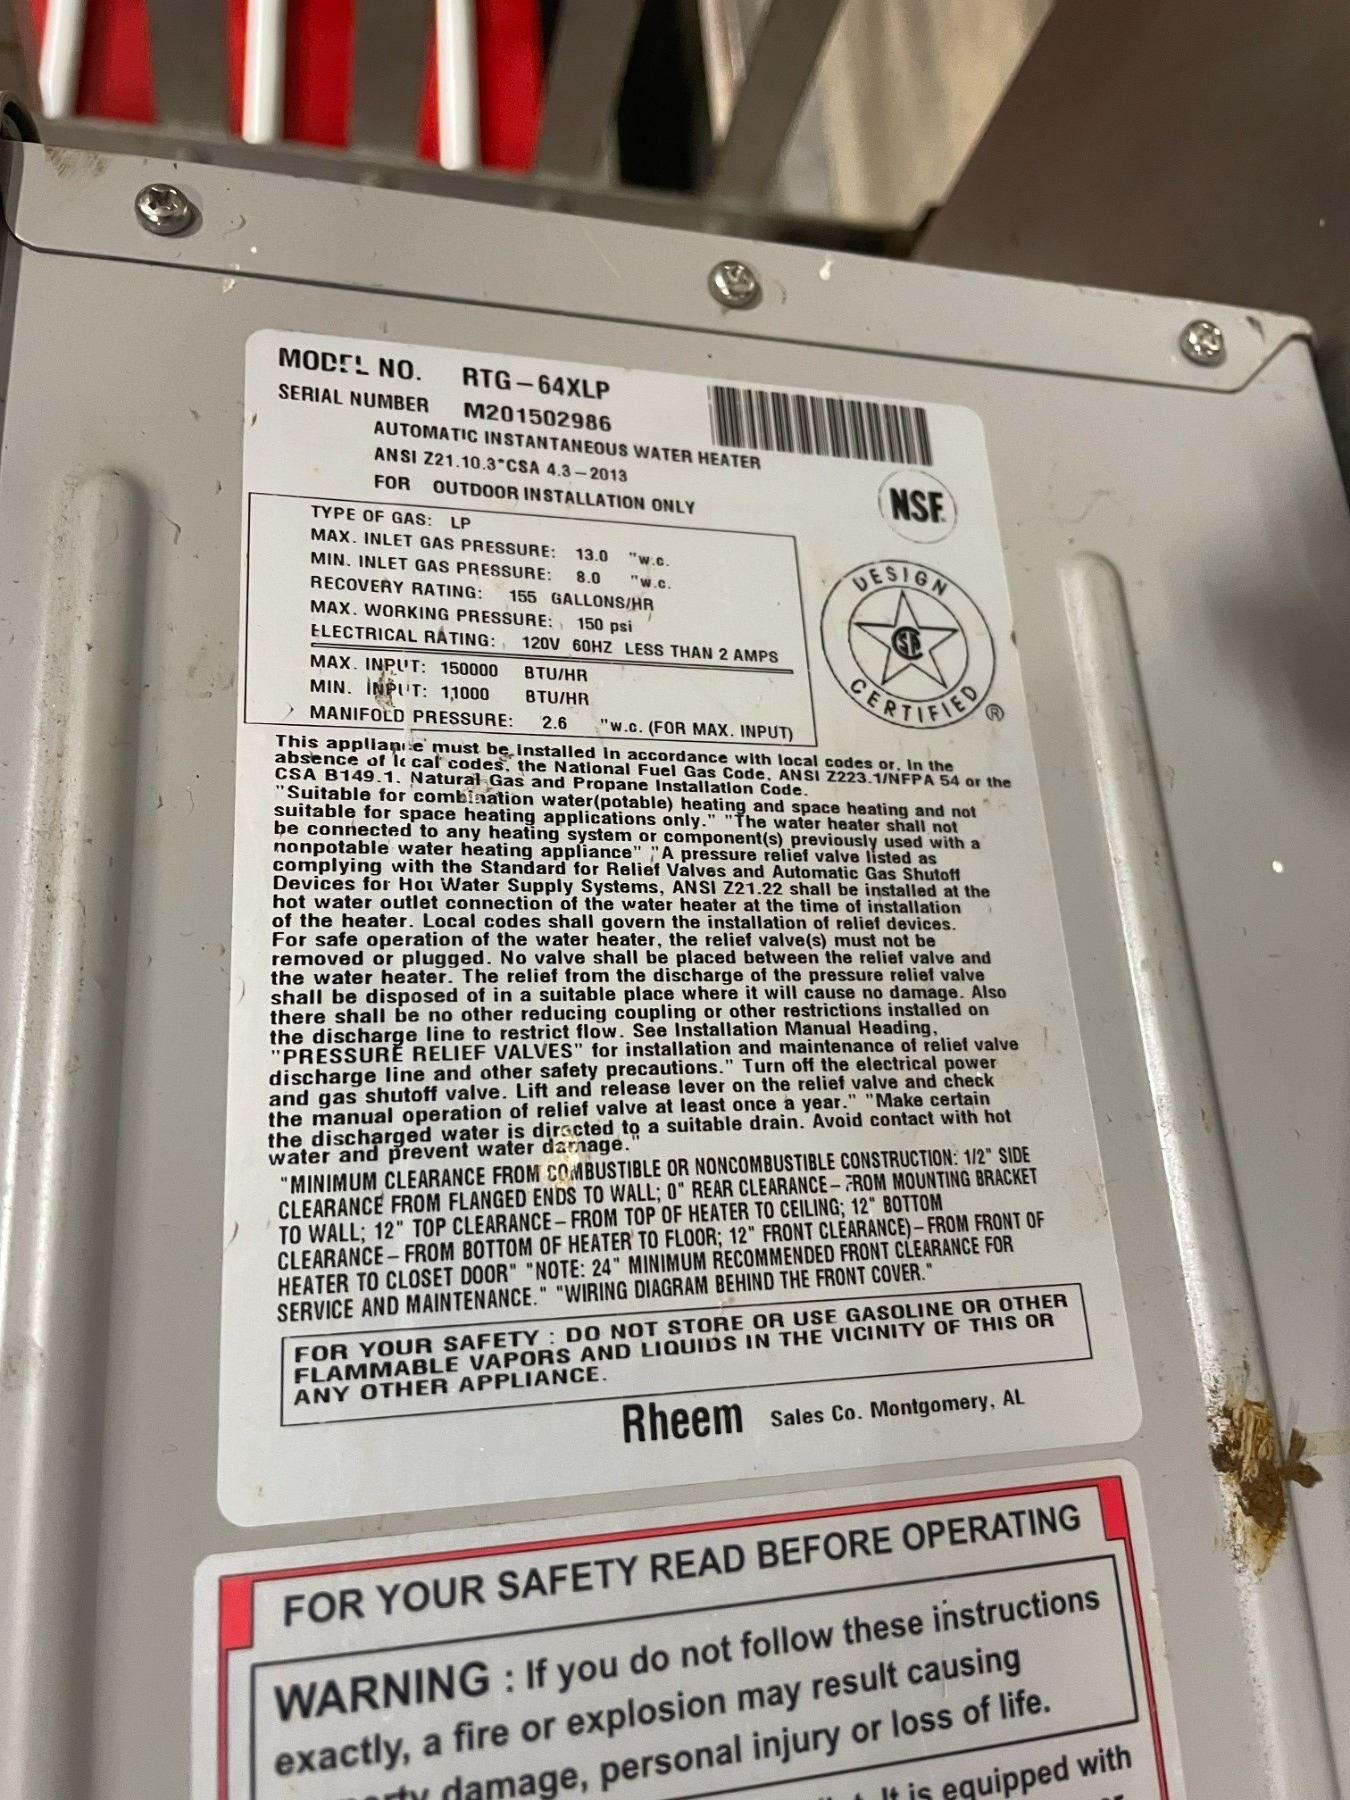 MODEL NO. RTG-64XLP
SERIAL NUMBER M201502986
AUTOMATIC INSTANTANEOUS WATER HEATER
ANSI Z21.10.3*CSA 4.3-2013
FOR OUTDOOR INSTALLATION ONLY
NSF
TYPE OF GAS: LP
MAX. INLET GAS PRESSURE: 13.0 "w.c.
MIN. INLET GAS PRESSURE: 8.0 "w.c.
RECOVERY RATING: 155 GALLONS/HR
MAX. WORKING PRESSURE: 150 psi
ELECTRICAL RATING: 120V 60HZ LESS THAN 2 AMPS
MAX. INPUT: 150000 BTU/HR
MIN. INPUT: 11000 BTU/HR
MANIFOLD PRESSURE: 2.6 "w.c. (FOR MAX. INPUT)
DESIGN
CERTIFIED ®
This appliance must be installed in accordance with local codes or, in the
absence of local codes, the National Fuel Gas Code, ANSI Z223.1/NFPA 54 or the
CSA B149.1. Natural Gas and Propane Installation Code.
"Suitable for combination water(potable) heating and space heating and not
suitable for space heating applications only." "The water heater shall not
be connected to any heating system or component(s) previously used with a
nonpotable water heating appliance" "A pressure relief valve listed as
complying with the Standard for Relief Valves and Automatic Gas Shutoff
Devices for Hot Water Supply Systems, ANSI Z21.22 shall be installed at the
hot water outlet connection of the water heater at the time of installation
of the heater. Local codes shall govern the installation of relief devices.
For safe operation of the water heater, the relief valve(s) must not be
removed or plugged. No valve shall be placed between the relief valve and
the water heater. The relief from the discharge of the pressure relief valve
shall be disposed of in a suitable place where it will cause no damage. Also
there shall be no other reducing coupling or other restrictions installed on
the discharge line to restrict flow. See Installation Manual Heading,
"PRESSURE RELIEF VALVES" for installation and maintenance of relief valve
discharge line and other safety precautions." Turn off the electrical power
and gas shutoff valve. Lift and release lever on the relief valve and check
the manual operation of relief valve at least once a year." "Make certain
the discharged water is directed to a suitable drain. Avoid contact with hot
water and prevent water damage."
"MINIMUM CLEARANCE FROM COMBUSTIBLE OR NONCOMBUSTIBLE CONSTRUCTION: 1/2" SIDE
CLEARANCE FROM FLANGED ENDS TO WALL; 0" REAR CLEARANCE-FROM MOUNTING BRACKET
TO WALL; 12" TOP CLEARANCE-FROM TOP OF HEATER TO CEILING; 12" BOTTOM
CLEARANCE-FROM BOTTOM OF HEATER TO FLOOR; 12" FRONT CLEARANCE)-FROM FRONT OF
HEATER TO CLOSET DOOR" "NOTE: 24" MINIMUM RECOMMENDED FRONT CLEARANCE FOR
SERVICE AND MAINTENANCE." "WIRING DIAGRAM BEHIND THE FRONT COVER."
FOR YOUR SAFETY : DO NOT STORE OR USE GASOLINE OR OTHER
FLAMMABLE VAPORS AND LIQUIDS IN THE VICINITY OF THIS OR
ANY OTHER APPLIANCE.
Rheem Sales Co. Montgomery, AL
FOR YOUR SAFETY READ BEFORE OPERATING
WARNING : If you do not follow these instructions
exactly, a fire or explosion may result causing
damage, personal injury or loss of life.
It is equipped with